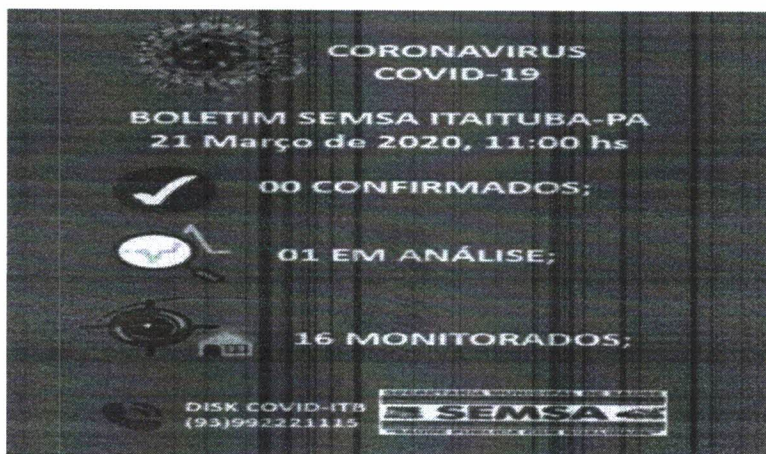 CORONAVIRUS
COVID-19
BOLETIM SEMSA ITAITUBA-PA
21 Março de 2020, 11:00 hs
00 CONFIRMADOS;
01 EM ANÁLISE;
16 MONITORADOS;
DISK COVID-ITB
(93)992221115
SEMSA